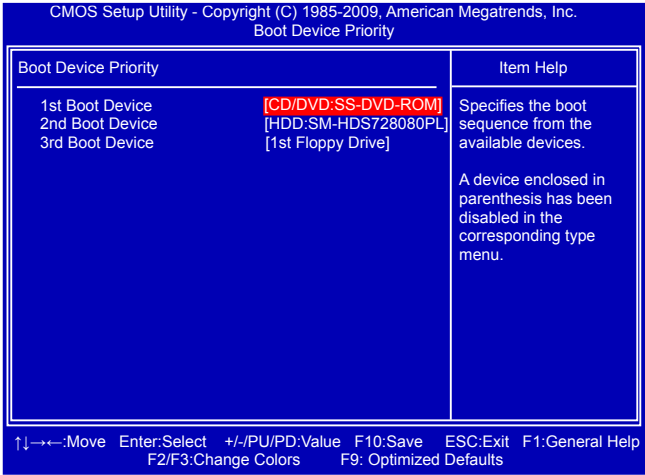 CMOS Setup Utility - Copyright (C) 1985-2009, American Megatrends, Inc.
Boot Device Priority
Boot Device Priority
Item Help
1st Boot Device [CD/DVD:SS-DVD-ROM]
2nd Boot Device [HDD:SM-HDS728080PL]
3rd Boot Device [1st Floppy Drive]
Specifies the boot
sequence from the
available devices.
A device enclosed in
parenthesis has been
disabled in the
corresponding type
menu.
↑↓→←:Move Enter:Select +/-/PU/PD:Value F10:Save ESC:Exit F1:General Help
F2/F3:Change Colors F9: Optimized Defaults